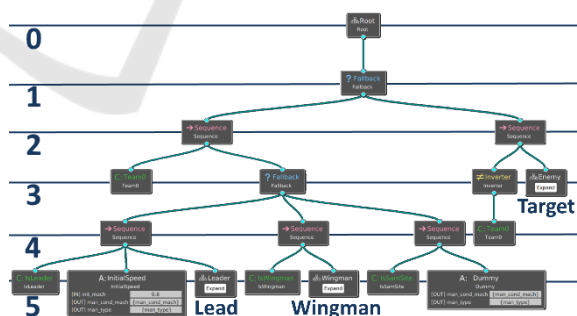 0
Root
Root
1
? Fallback
Fallback
2
→ Sequence
Sequence
→ Sequence
Sequence
3
C: Team0
Team0
? Fallback
Fallback
≠ Inverter
Inverter
Enemy
Expand
Target
4
→ Sequence
Sequence
→ Sequence
Sequence
→ Sequence
Sequence
C: Team0
Team0
5
C: IsLeader
IsLeader
A: InitialSpeed
InitialSpeed
[IN] init_mach 0.8
[OUT] man_cond_mach {man_cond_mach}
[OUT] man_type {man_type}
Leader
Expand
Lead
C: IsWingman
IsWingman
Wingman
Expand
Wingman
C: IsSamSite
IsSamSite
A: Dummy
Dummy
[OUT] man_cond_mach {man_cond_mach}
[OUT] man_type {man_type}